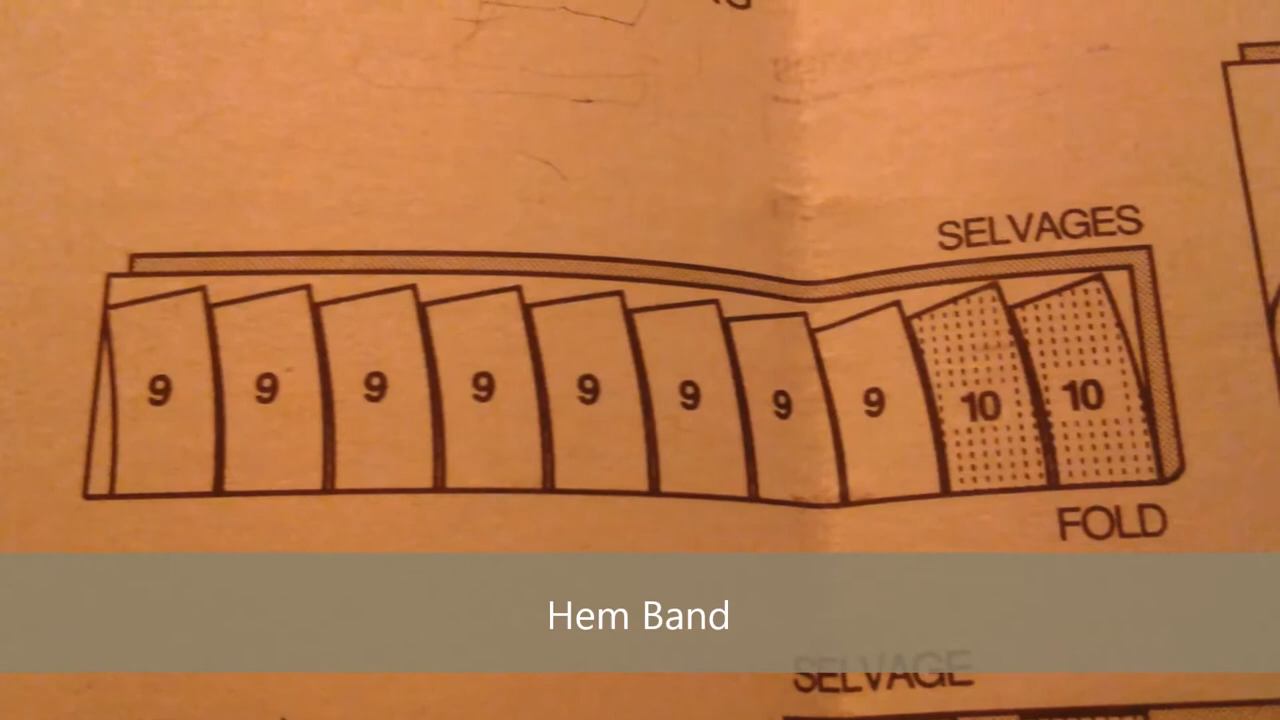 SELVAGES
9 9 9 9 9 9 9 9 10 10
FOLD
Hem Band
SELVAGE